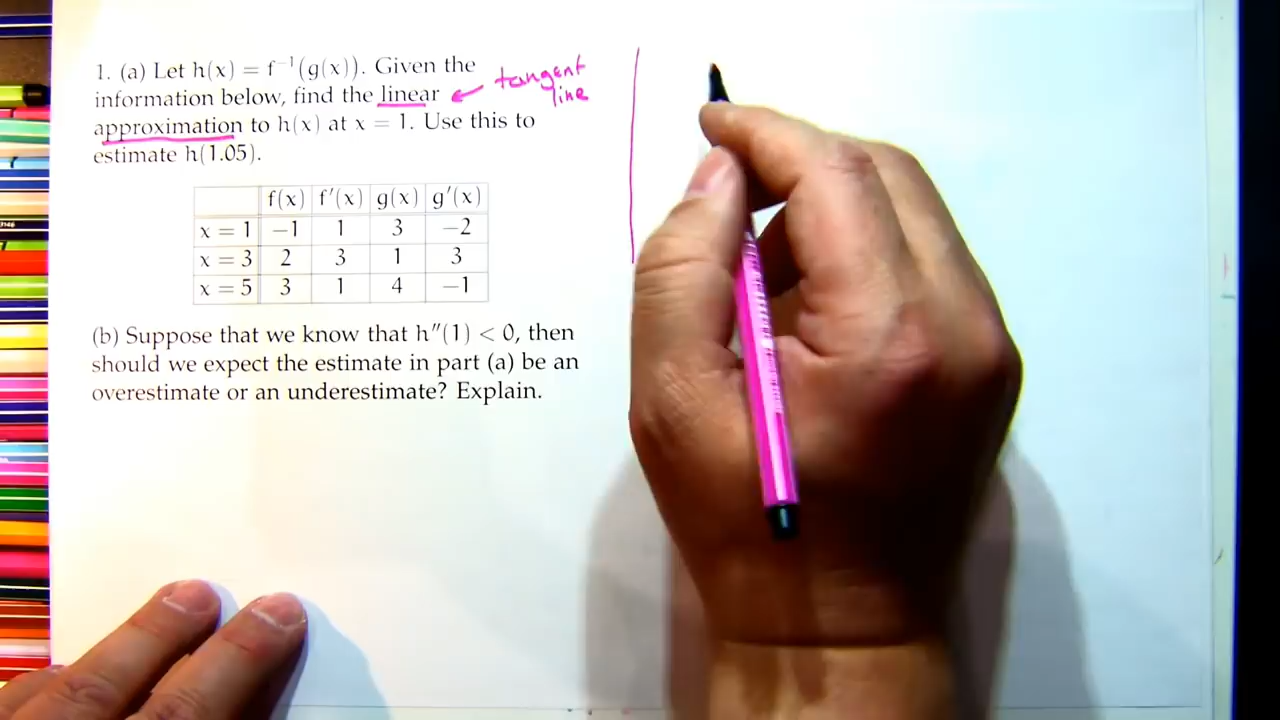 1. (a) Let h(x) = f⁻¹(g(x)). Given the
information below, find the linear
approximation to h(x) at x = 1. Use this to
estimate h(1.05).
tangent
line
f(x) f′(x) g(x) g′(x)
x = 1 −1 1 3 −2
x = 3 2 3 1 3
x = 5 3 1 4 −1
(b) Suppose that we know that h″(1) < 0, then
should we expect the estimate in part (a) be an
overestimate or an underestimate? Explain.